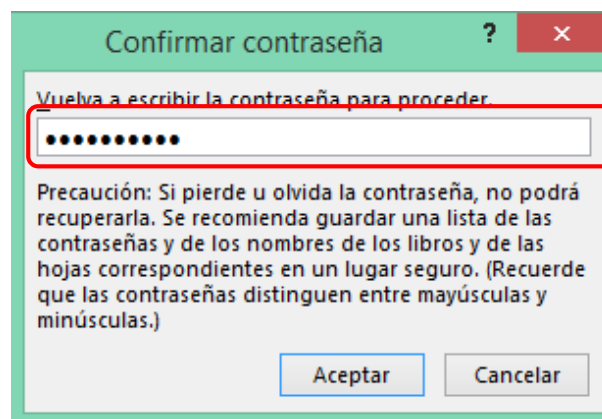 Confirmar contraseña ? ×
Vuelva a escribir la contraseña para proceder.
●●●●●●●●●●
Precaución: Si pierde u olvida la contraseña, no podrá
recuperarla. Se recomienda guardar una lista de las
contraseñas y de los nombres de los libros y de las
hojas correspondientes en un lugar seguro. (Recuerde
que las contraseñas distinguen entre mayúsculas y
minúsculas.)
Aceptar Cancelar